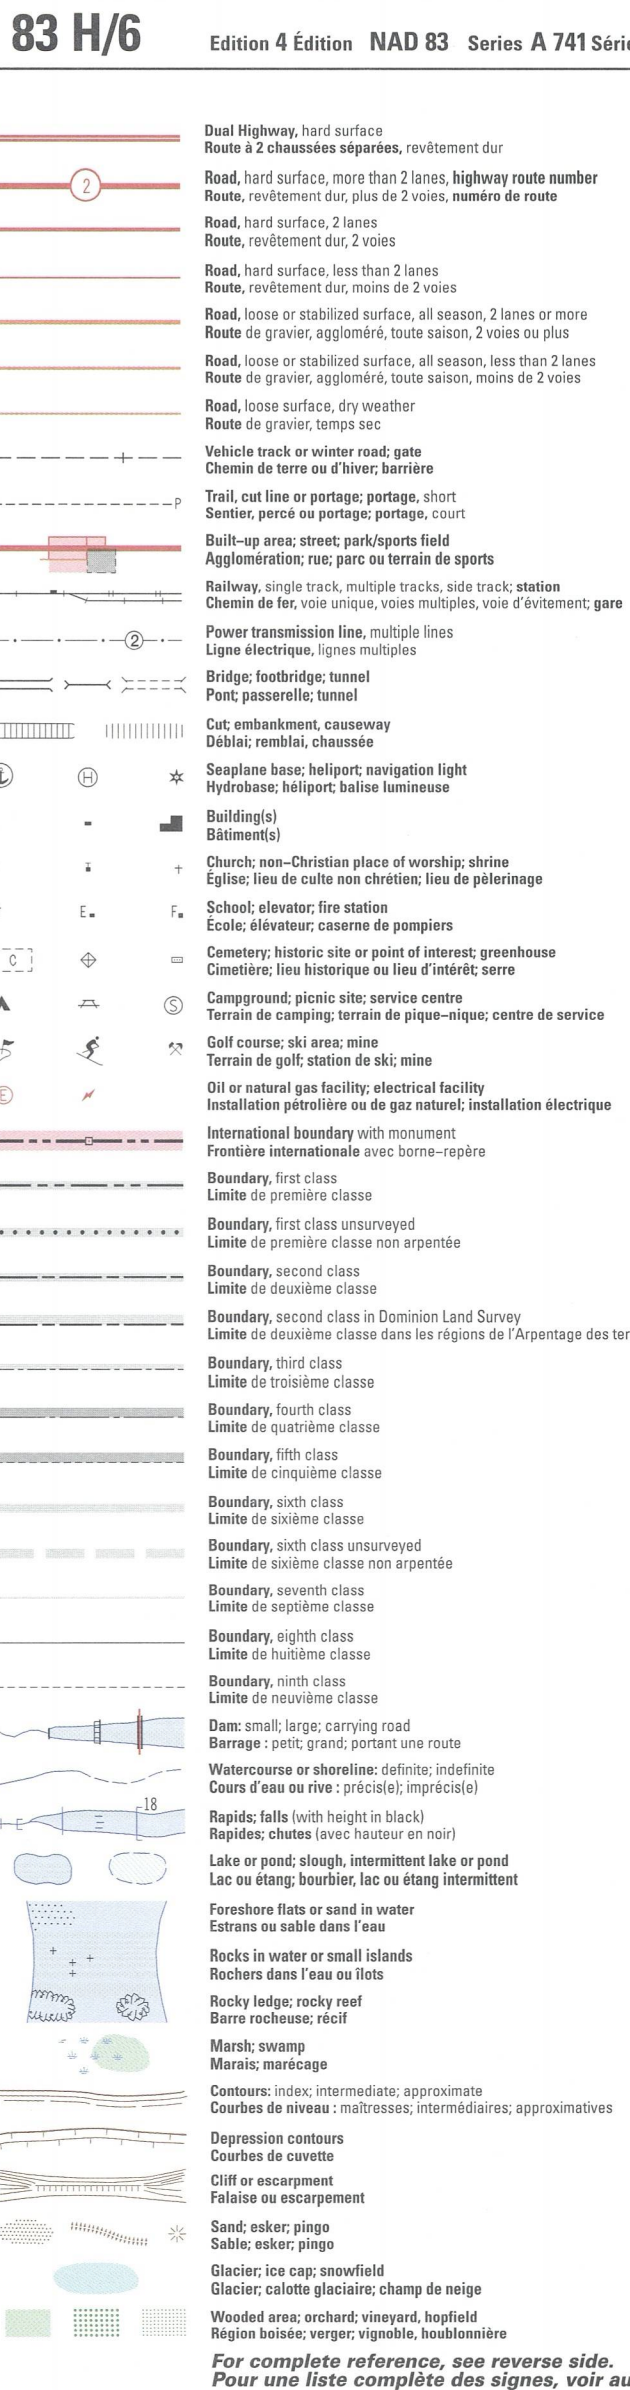 83 H/6 Edition 4 Édition NAD 83 Series A 741 Série
Dual Highway, hard surface
Route à 2 chaussées séparées, revêtement dur
2
Road, hard surface, more than 2 lanes, highway route number
Route, revêtement dur, plus de 2 voies, numéro de route
Road, hard surface, 2 lanes
Route, revêtement dur, 2 voies
Road, hard surface, less than 2 lanes
Route, revêtement dur, moins de 2 voies
Road, loose or stabilized surface, all season, 2 lanes or more
Route de gravier, aggloméré, toute saison, 2 voies ou plus
Road, loose or stabilized surface, all season, less than 2 lanes
Route de gravier, aggloméré, toute saison, moins de 2 voies
Road, loose surface, dry weather
Route de gravier, temps sec
Vehicle track or winter road; gate
Chemin de terre ou d'hiver; barrière
P
Trail, cut line or portage; portage, short
Sentier, percé ou portage; portage, court
Built–up area; street; park/sports field
Agglomération; rue; parc ou terrain de sports
Railway, single track, multiple tracks, side track; station
Chemin de fer, voie unique, voies multiples, voie d'évitement; gare
2
Power transmission line, multiple lines
Ligne électrique, lignes multiples
Bridge; footbridge; tunnel
Pont; passerelle; tunnel
Cut; embankment, causeway
Déblai; remblai, chaussée
H
Seaplane base; heliport; navigation light
Hydrobase; héliport; balise lumineuse
Building(s)
Bâtiment(s)
Church; non–Christian place of worship; shrine
Église; lieu de culte non chrétien; lieu de pèlerinage
E F
School; elevator; fire station
École; élévateur; caserne de pompiers
C
Cemetery; historic site or point of interest; greenhouse
Cimetière; lieu historique ou lieu d'intérêt; serre
S
Campground; picnic site; service centre
Terrain de camping; terrain de pique–nique; centre de service
Golf course; ski area; mine
Terrain de golf; station de ski; mine
E
Oil or natural gas facility; electrical facility
Installation pétrolière ou de gaz naturel; installation électrique
International boundary with monument
Frontière internationale avec borne–repère
Boundary, first class
Limite de première classe
Boundary, first class unsurveyed
Limite de première classe non arpentée
Boundary, second class
Limite de deuxième classe
Boundary, second class in Dominion Land Survey
Limite de deuxième classe dans les régions de l'Arpentage des ter
Boundary, third class
Limite de troisième classe
Boundary, fourth class
Limite de quatrième classe
Boundary, fifth class
Limite de cinquième classe
Boundary, sixth class
Limite de sixième classe
Boundary, sixth class unsurveyed
Limite de sixième classe non arpentée
Boundary, seventh class
Limite de septième classe
Boundary, eighth class
Limite de huitième classe
Boundary, ninth class
Limite de neuvième classe
Dam: small; large; carrying road
Barrage : petit; grand; portant une route
Watercourse or shoreline: definite; indefinite
Cours d'eau ou rive : précis(e); imprécis(e)
18
Rapids; falls (with height in black)
Rapides; chutes (avec hauteur en noir)
Lake or pond; slough, intermittent lake or pond
Lac ou étang; bourbier, lac ou étang intermittent
Foreshore flats or sand in water
Estrans ou sable dans l'eau
Rocks in water or small islands
Rochers dans l'eau ou îlots
Rocky ledge; rocky reef
Barre rocheuse; récif
Marsh; swamp
Marais; marécage
Contours: index; intermediate; approximate
Courbes de niveau : maîtresses; intermédiaires; approximatives
Depression contours
Courbes de cuvette
Cliff or escarpment
Falaise ou escarpement
Sand; esker; pingo
Sable; esker; pingo
Glacier; ice cap; snowfield
Glacier; calotte glaciaire; champ de neige
Wooded area; orchard; vineyard, hopfield
Région boisée; verger; vignoble, houblonnière
For complete reference, see reverse side.
Pour une liste complète des signes, voir au